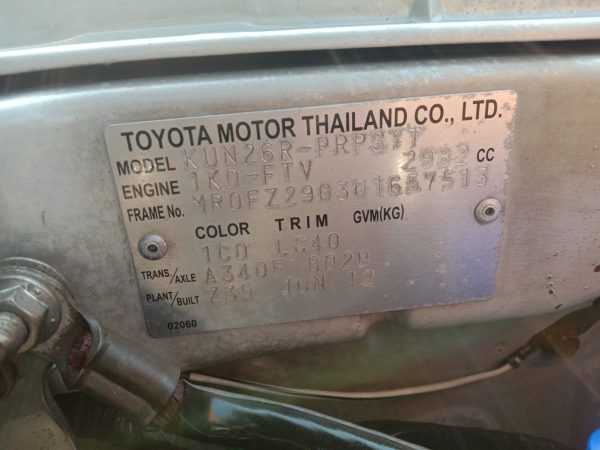 TOYOTA MOTOR THAILAND CO., LTD.
MODEL KUN26R-PRPSYT
ENGINE 1KD-FTV 2982 CC
FRAME No. MR0FZ29G301657513
COLOR TRIM GVM(KG)
1C0 LC40
TRANS/AXLE A340F B02B
PLANT/BUILT Z35 JUN 12
02060